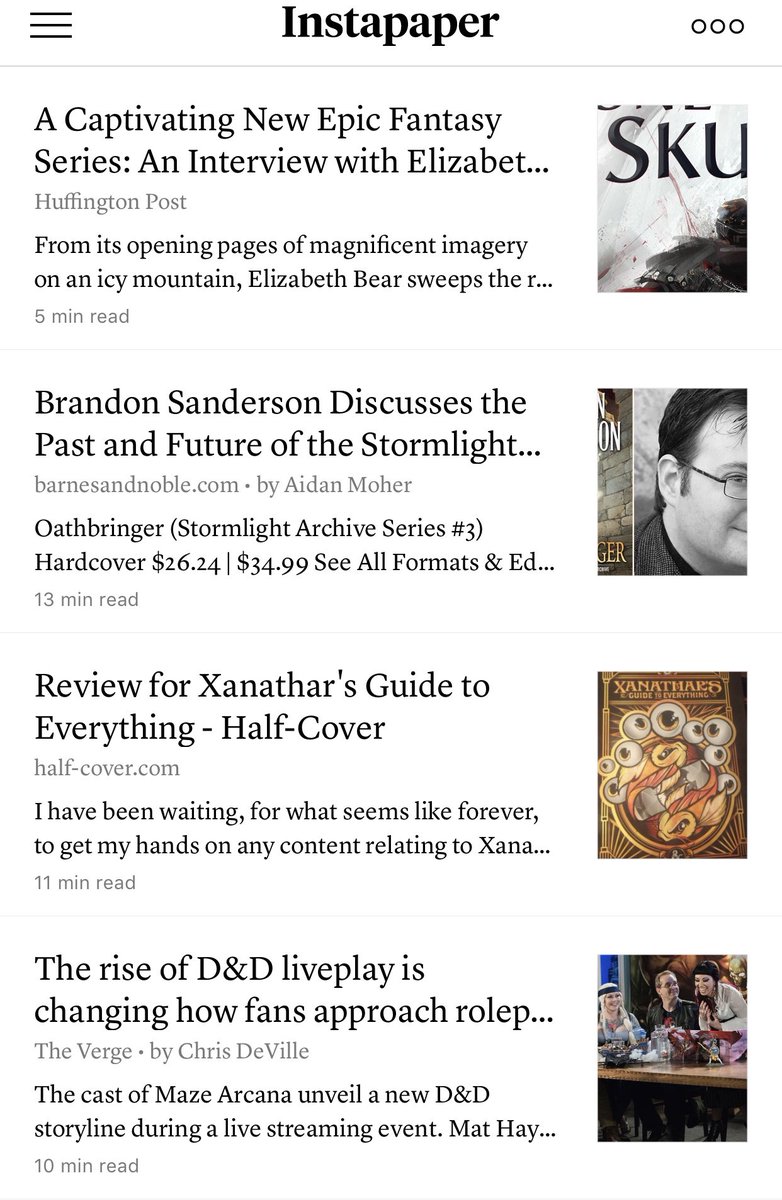 Instapaper
A Captivating New Epic Fantasy
Series: An Interview with Elizabet...
Huffington Post
From its opening pages of magnificent imagery
on an icy mountain, Elizabeth Bear sweeps the r...
5 min read
SKU
Brandon Sanderson Discusses the
Past and Future of the Stormlight...
barnesandnoble.com • by Aidan Moher
Oathbringer (Stormlight Archive Series #3)
Hardcover $26.24 | $34.99 See All Formats & Ed...
13 min read
N
ON
GER
Review for Xanathar's Guide to
Everything - Half-Cover
half-cover.com
I have been waiting, for what seems like forever,
to get my hands on any content relating to Xana...
11 min read
XANATHAR'S
GUIDE TO EVERYTHING
The rise of D&D liveplay is
changing how fans approach rolep...
The Verge • by Chris DeVille
The cast of Maze Arcana unveil a new D&D
storyline during a live streaming event. Mat Hay...
10 min read